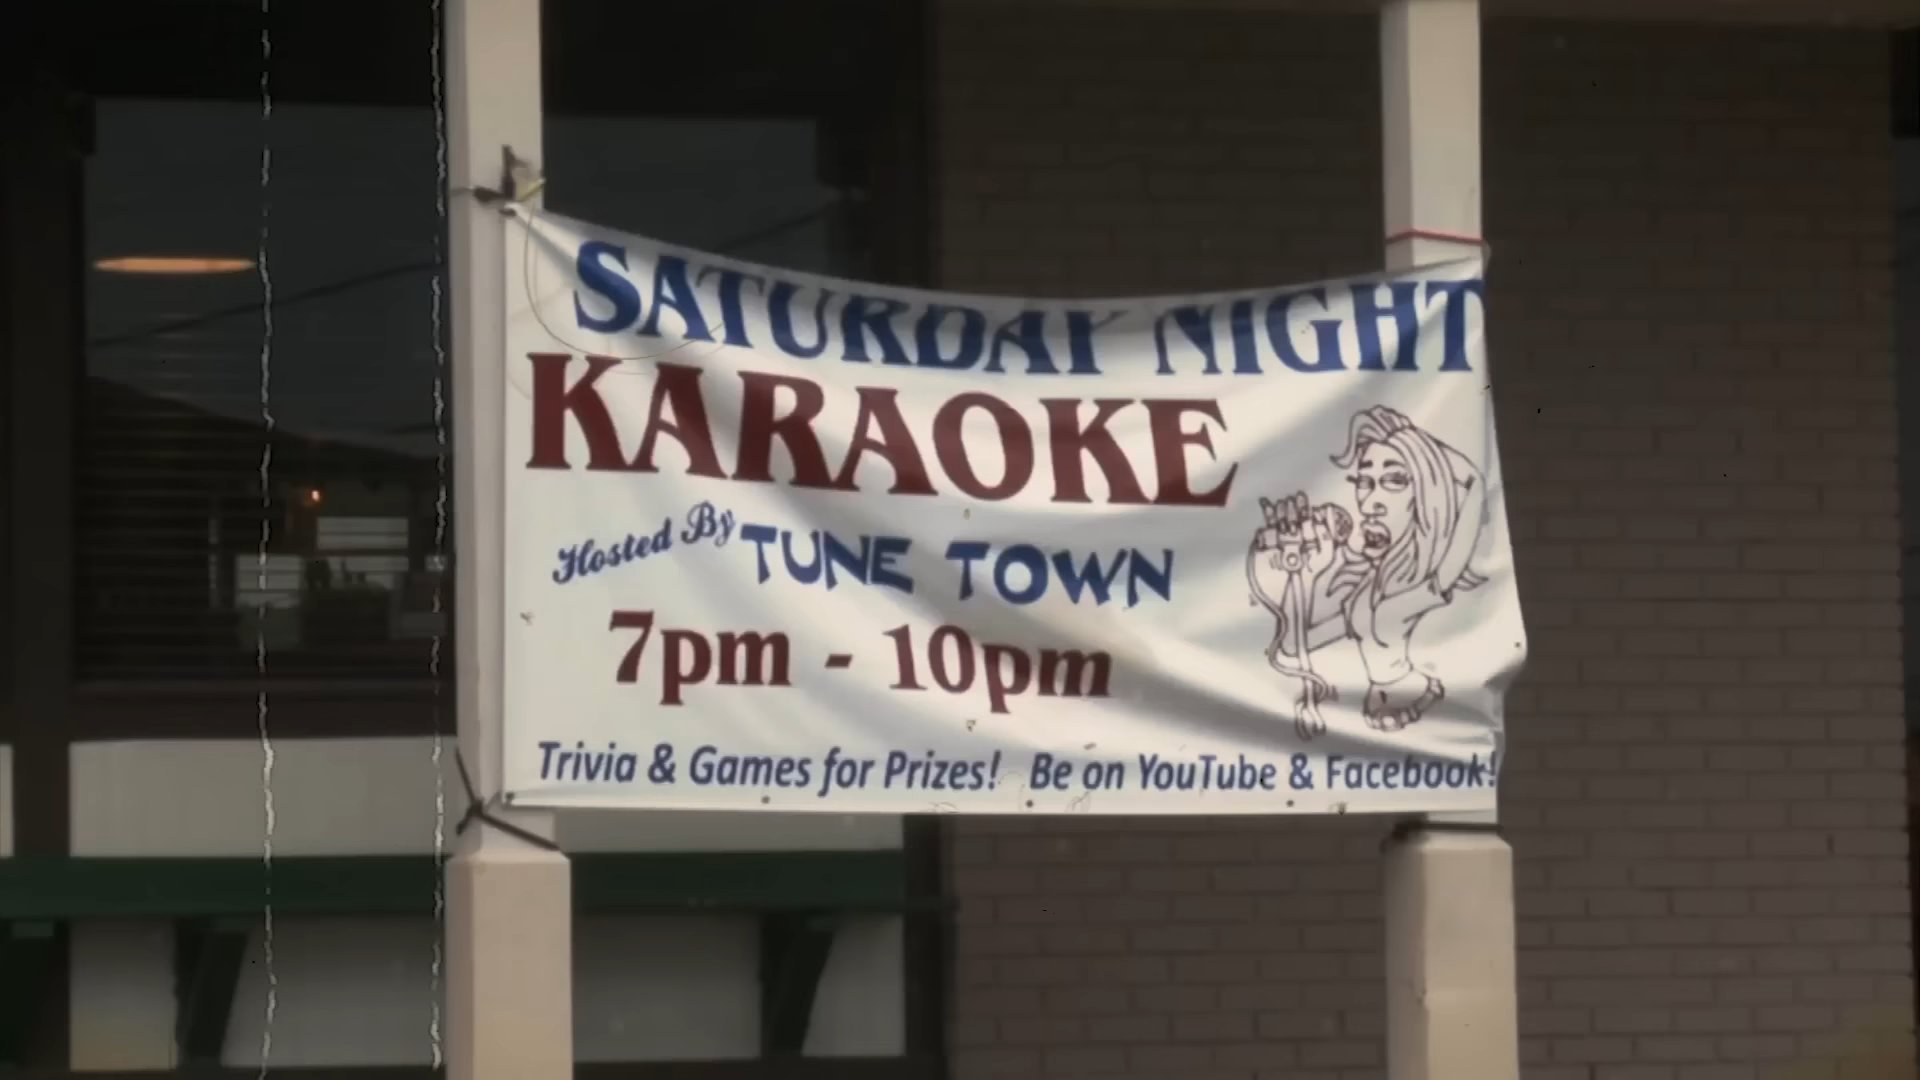 SATURDAY NIGHT
KARAOKE
Hosted By TUNE TOWN
7pm - 10pm
Trivia & Games for Prizes! Be on YouTube & Facebook!